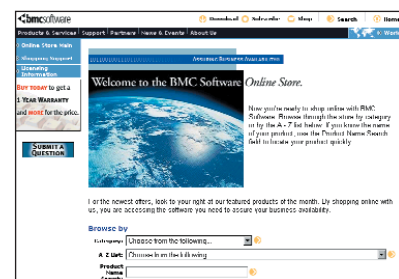 bmcsoftware
Download Subscribe Shop Search Home
Products & Services Support Partners News & Events About Us
Online Store Main
Shopping Support
Licensing
Information
BUY TODAY to get a
1 YEAR WARRANTY
and MORE for the price.
SUBMIT A
QUESTION
Welcome to the BMC Software Online Store.
Now you're ready to shop online with BMC
Software. Browse through the store by category
or by the A - Z list below. If you know the name
of your product, use the Product Name Search
field to locate your product quickly.
For the newest offers, look to your right at our featured products of the month. By shopping online with
us, you are accessing the software you need to assure your business availability.
Browse by
Category: Choose from the following...
A-Z List: Choose from the following
Product
Name